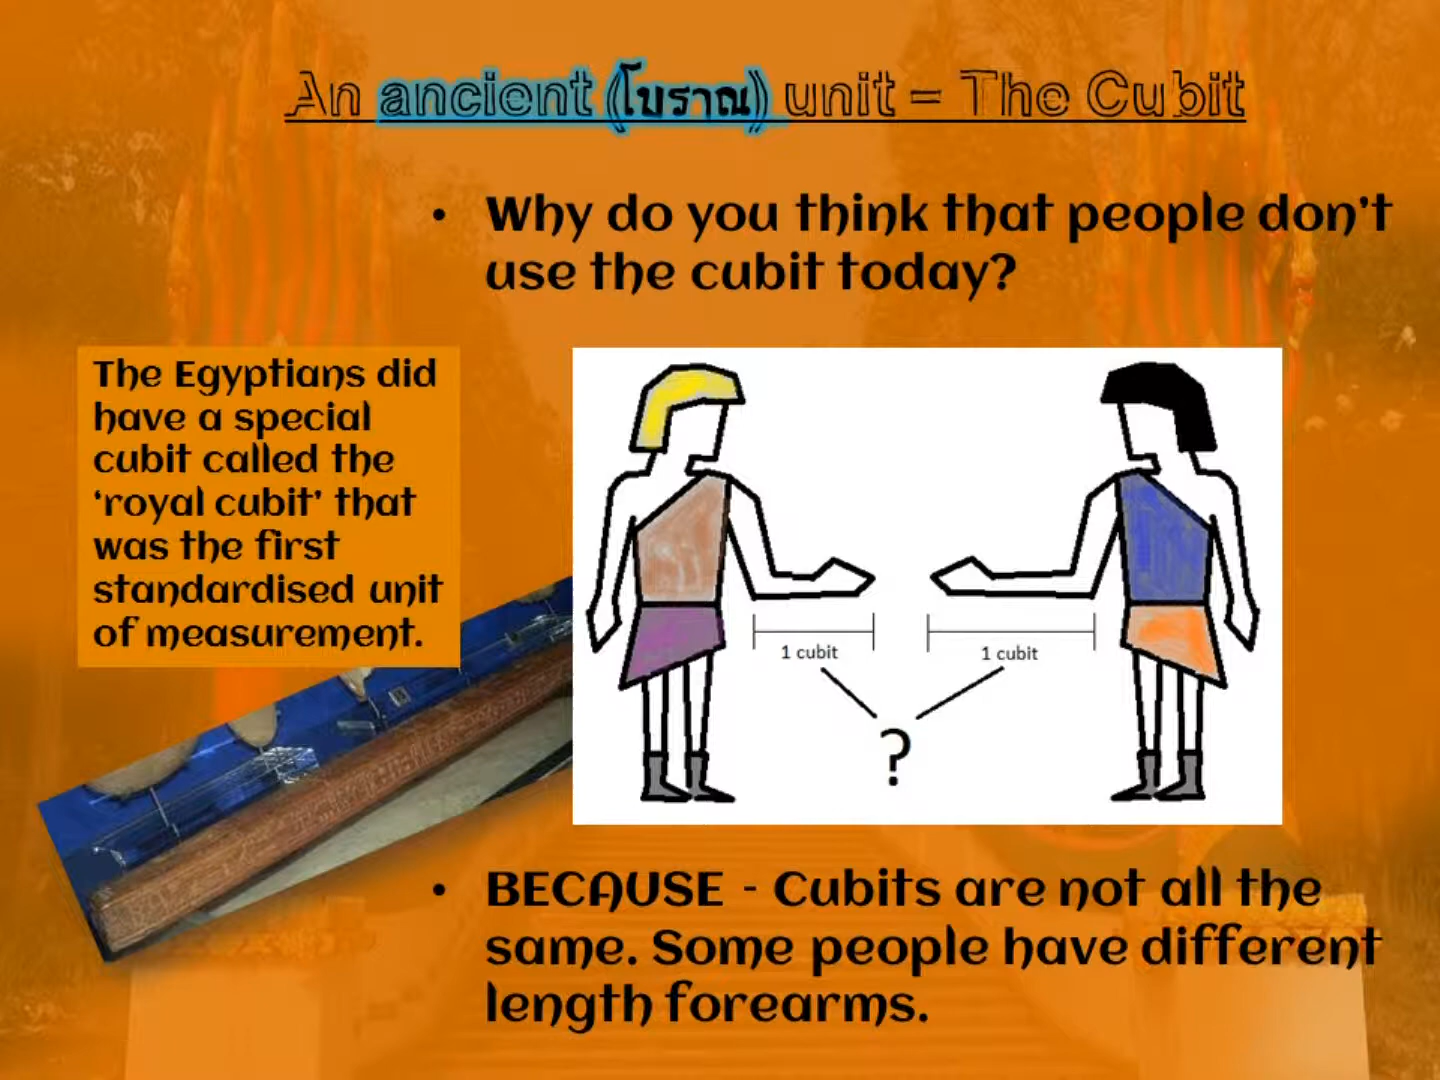 An ancient (โบราณ) unit – The Cubit
• Why do you think that people don't
use the cubit today?
The Egyptians did
have a special
cubit called the
‘royal cubit’ that
was the first
standardised unit
of measurement.
1 cubit
1 cubit
?
• BECAUSE - Cubits are not all the
same. Some people have different
length forearms.